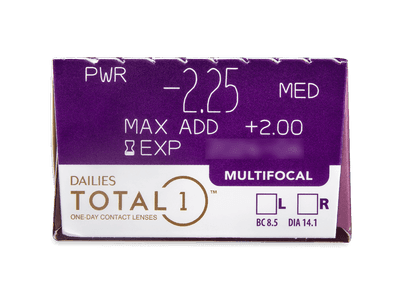 PWR -2.25 MED
MAX ADD +2.00
EXP
MULTIFOCAL
DAILIES
TOTAL 1™
ONE-DAY CONTACT LENSES
L R
BC 8.5 DIA 14.1